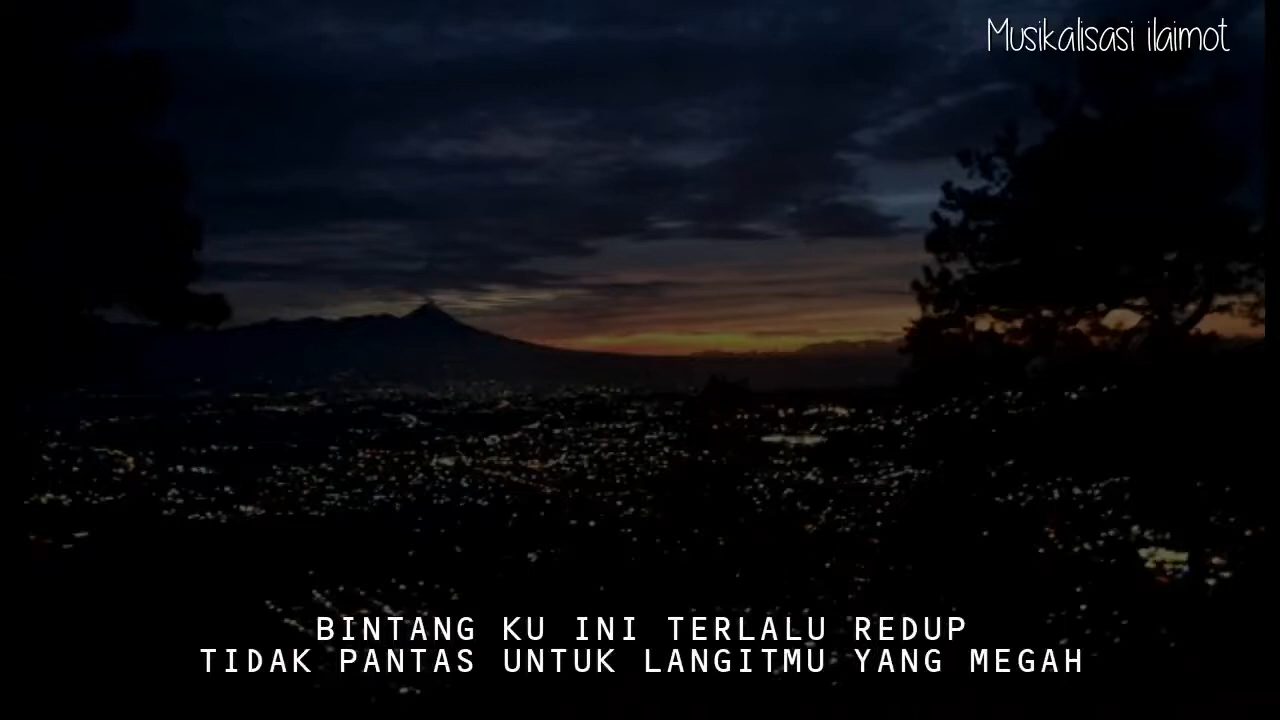 Musikalisasi ilaimot
BINTANG KU INI TERLALU REDUP
TIDAK PANTAS UNTUK LANGITMU YANG MEGAH